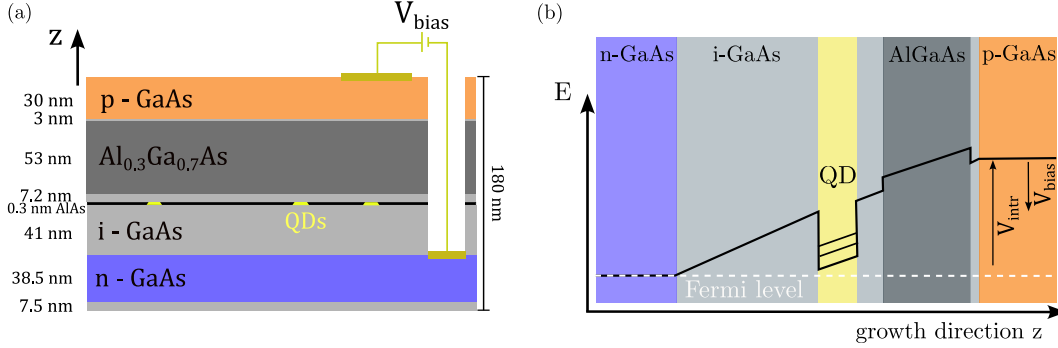 (a)
V_bias
z
30 nm
p - GaAs
3 nm
53 nm
Al₀.₃Ga₀.₇As
7.2 nm
0.3 nm AlAs
QDs
41 nm
i - GaAs
38.5 nm
n - GaAs
7.5 nm
180 nm
(b)
n-GaAs
i-GaAs
AlGaAs
p-GaAs
E
QD
V_bias
V_intr
Fermi level
growth direction z